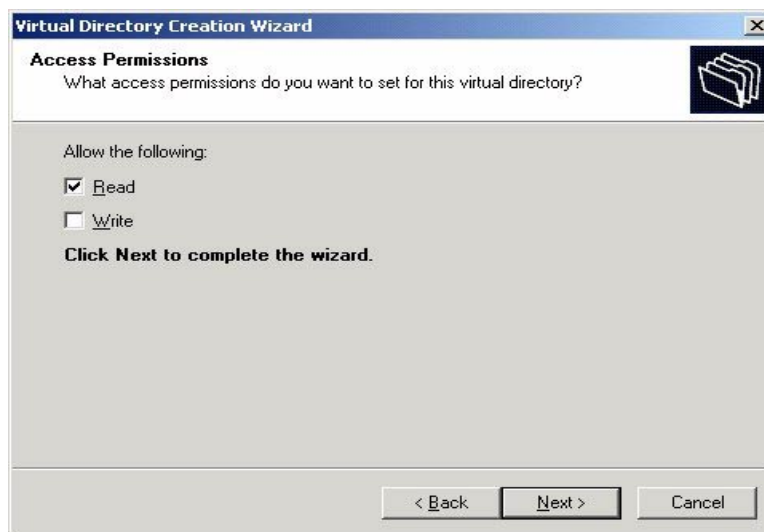 Virtual Directory Creation Wizard
Access Permissions
What access permissions do you want to set for this virtual directory?
Allow the following:
Read
Write
Click Next to complete the wizard.
< Back Next > Cancel